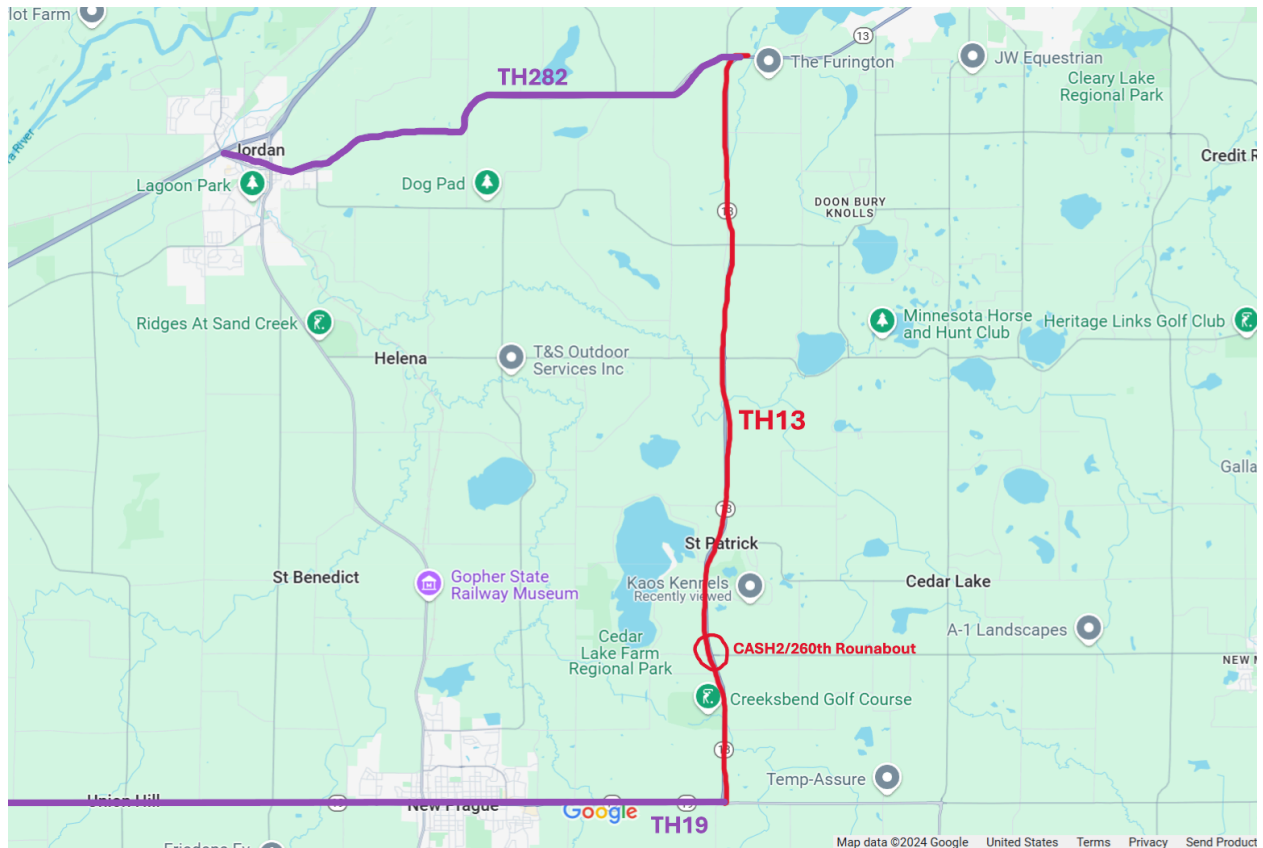 lot Farm
13
The Furington
JW Equestrian
TH282
Cleary Lake
Regional Park
Jordan
Credit R
Lagoon Park
Dog Pad
DOON BURY
KNOLLS
13
Ridges At Sand Creek
Minnesota Horse
and Hunt Club
Heritage Links Golf Club
Helena
T&S Outdoor
Services Inc
TH13
Galla
13
St Patrick
St Benedict
Gopher State
Railway Museum
Kaos Kennels
Recently viewed
Cedar Lake
A-1 Landscapes
Cedar
Lake Farm
Regional Park
CASH2/260th Rounabout
NEW M
Creeksbend Golf Course
13
Temp-Assure
Union Hill
New Prague
Google
TH19
Map data ©2024 Google
United States
Terms
Privacy
Send Product